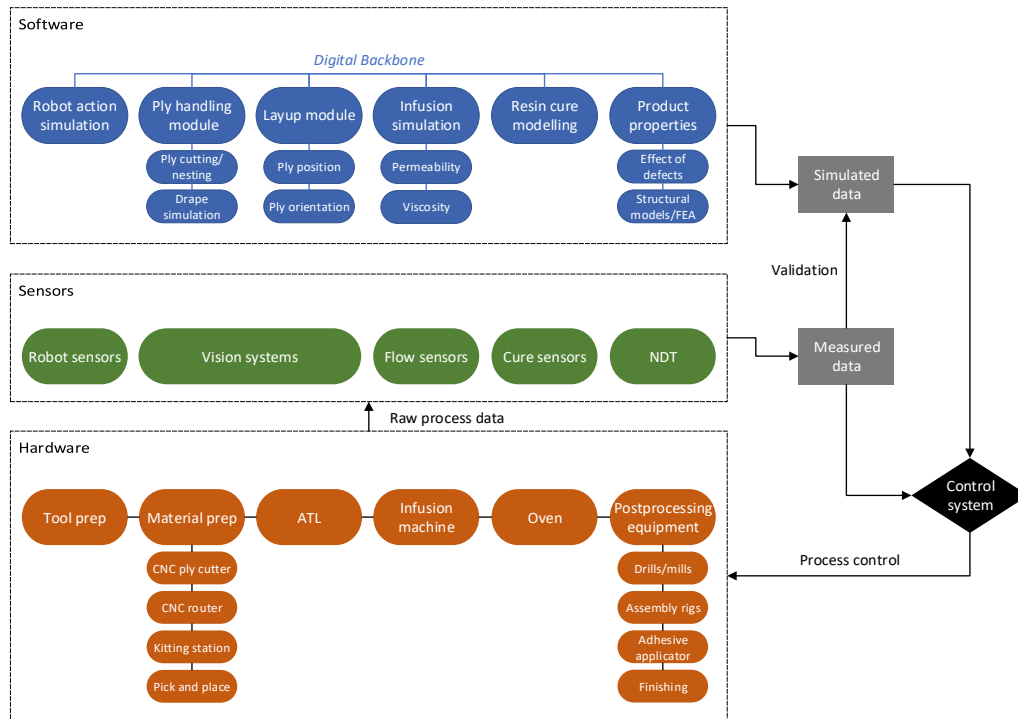 Software
Digital Backbone
Robot action
simulation
Ply handling
module
Layup module
Infusion
simulation
Resin cure
modelling
Product
properties
Ply cutting/
nesting
Drape
simulation
Ply position
Ply orientation
Permeability
Viscosity
Effect of
defects
Structural
models/FEA
Simulated
data
Validation
Sensors
Robot sensors
Vision systems
Flow sensors
Cure sensors
NDT
Measured
data
Raw process data
Hardware
Tool prep
Material prep
ATL
Infusion
machine
Oven
Postprocessing
equipment
CNC ply cutter
CNC router
Kitting station
Pick and place
Drills/mills
Assembly rigs
Adhesive
applicator
Finishing
Control
system
Process control